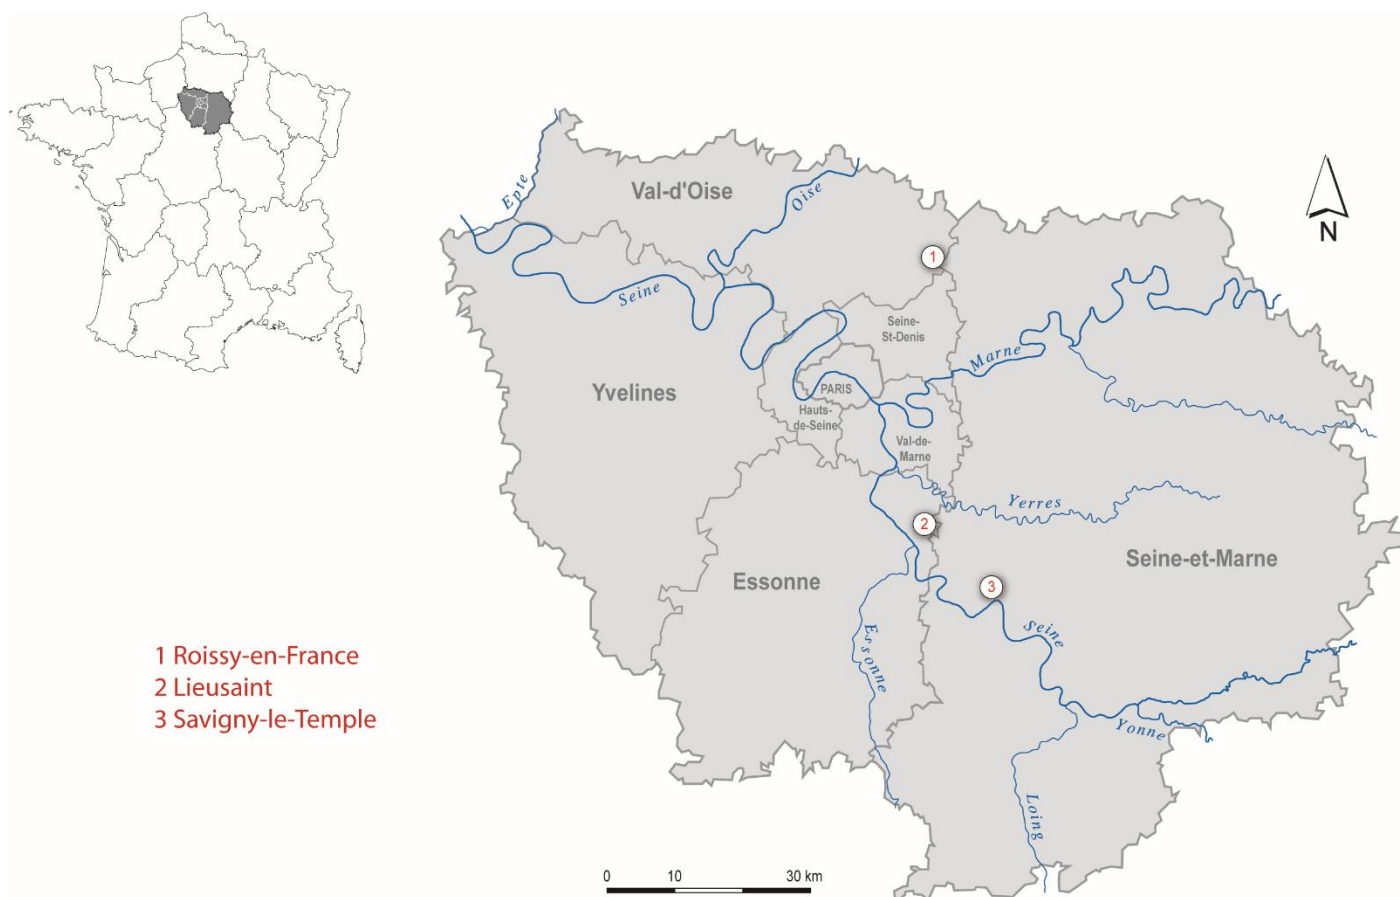 Epte
Val-d'Oise
Oise
N
1
Seine
Seine-
St-Denis
Marne
Yvelines
PARIS
Hauts-
de-Seine
Val-de-
Marne
Yerres
2
Seine-et-Marne
Essonne
3
Seine
Essonne
1 Roissy-en-France
2 Lieusaint
3 Savigny-le-Temple
Yonne
Loing
0 10 30 km